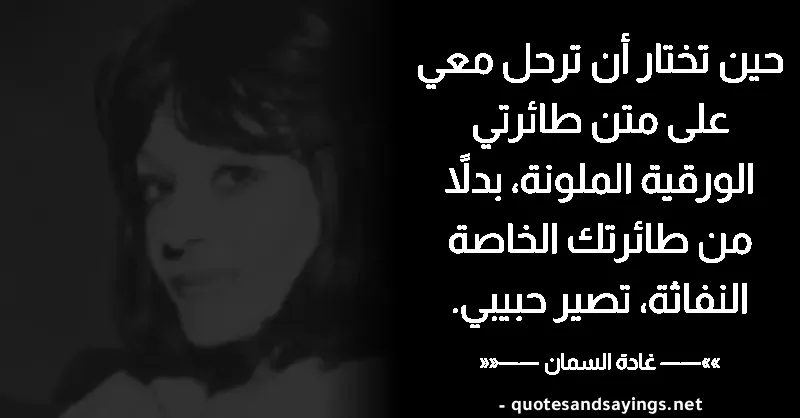 حين تختار أن ترحل معي
على متن طائرتي
الورقية الملونة، بدلًا
من طائرتك الخاصة
النفاثة، تصير حبيبي.
»»—— غادة السمان ——««
- quotesandsayings.net